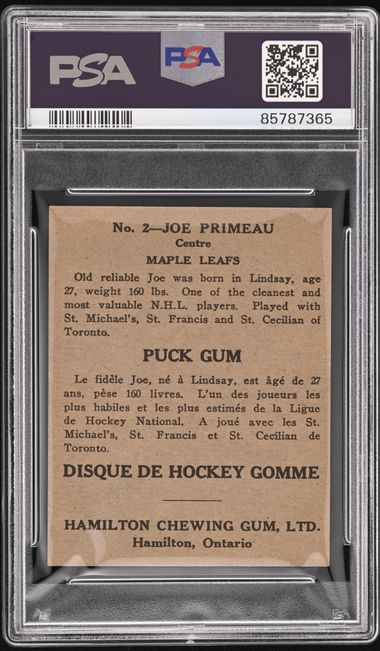 PSA
PSA
85787365
No. 2—JOE PRIMEAU
Centre
MAPLE LEAFS
Old reliable Joe was born in Lindsay, age
27, weight 160 lbs. One of the cleanest and
most valuable N.H.L. players. Played with
St. Michael's, St. Francis and St. Cecilian of
Toronto.
PUCK GUM
Le fidèle Joe, né à Lindsay, est âgé de 27
ans, pèse 160 livres. L'un des joueurs les
plus habiles et les plus estimés de la Ligue
de Hockey National. A joué avec les St.
Michael's, St. Francis et St. Cecilian de
Toronto.
DISQUE DE HOCKEY GOMME
HAMILTON CHEWING GUM, LTD.
Hamilton, Ontario